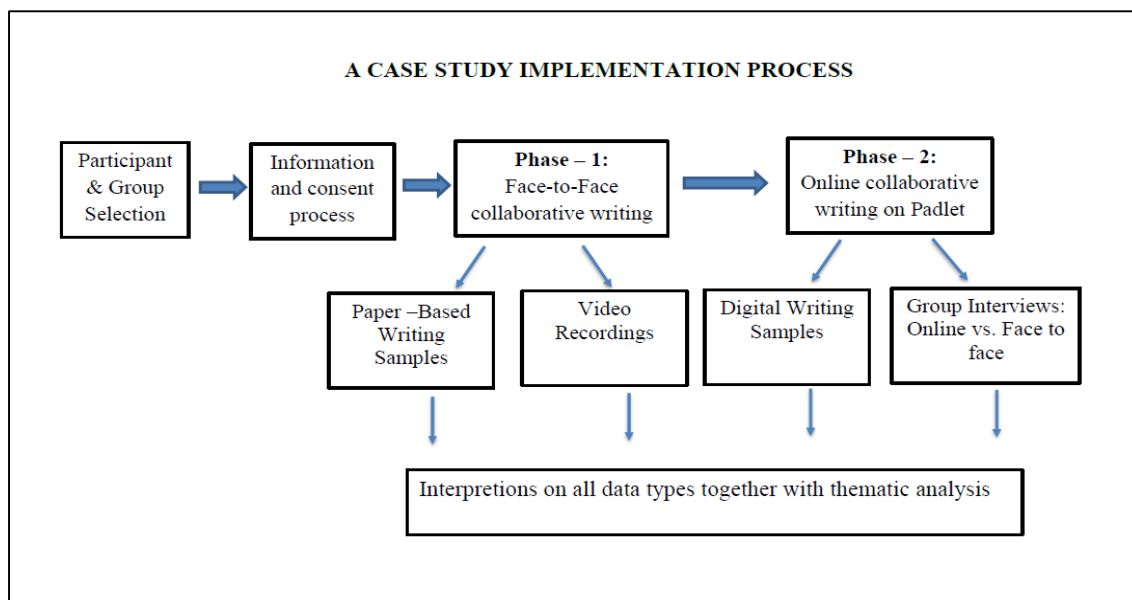 A CASE STUDY IMPLEMENTATION PROCESS
Participant
& Group
Selection
Information
and consent
process
Phase – 1:
Face-to-Face
collaborative writing
Phase – 2:
Online collaborative
writing on Padlet
Paper –Based
Writing
Samples
Video
Recordings
Digital Writing
Samples
Group Interviews:
Online vs. Face to
face
Interpretions on all data types together with thematic analysis